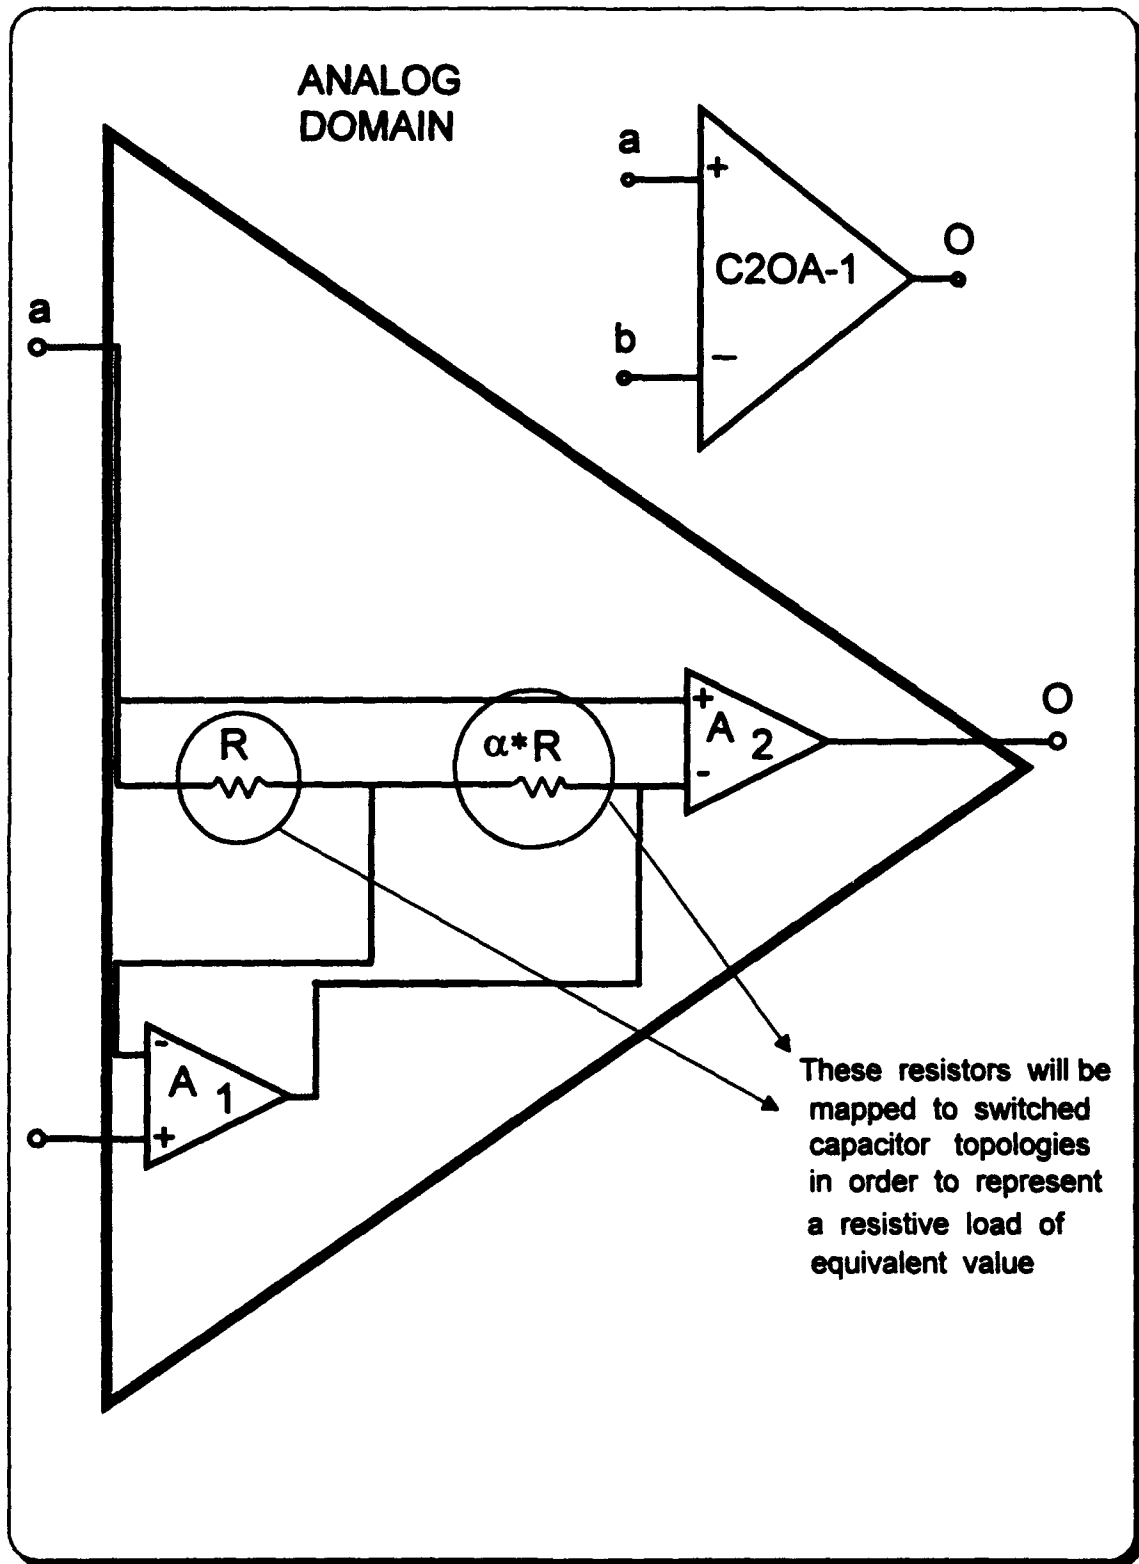 ANALOG
DOMAIN
a
+
C2OA-1
O
b
−
a
O
+
A 2
-
R
α*R
-
A 1
+
These resistors will be
mapped to switched
capacitor topologies
in order to represent
a resistive load of
equivalent value